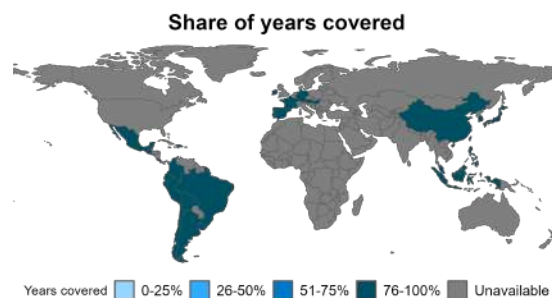 Share of years covered
Years covered 0-25% 26-50% 51-75% 76-100% Unavailable